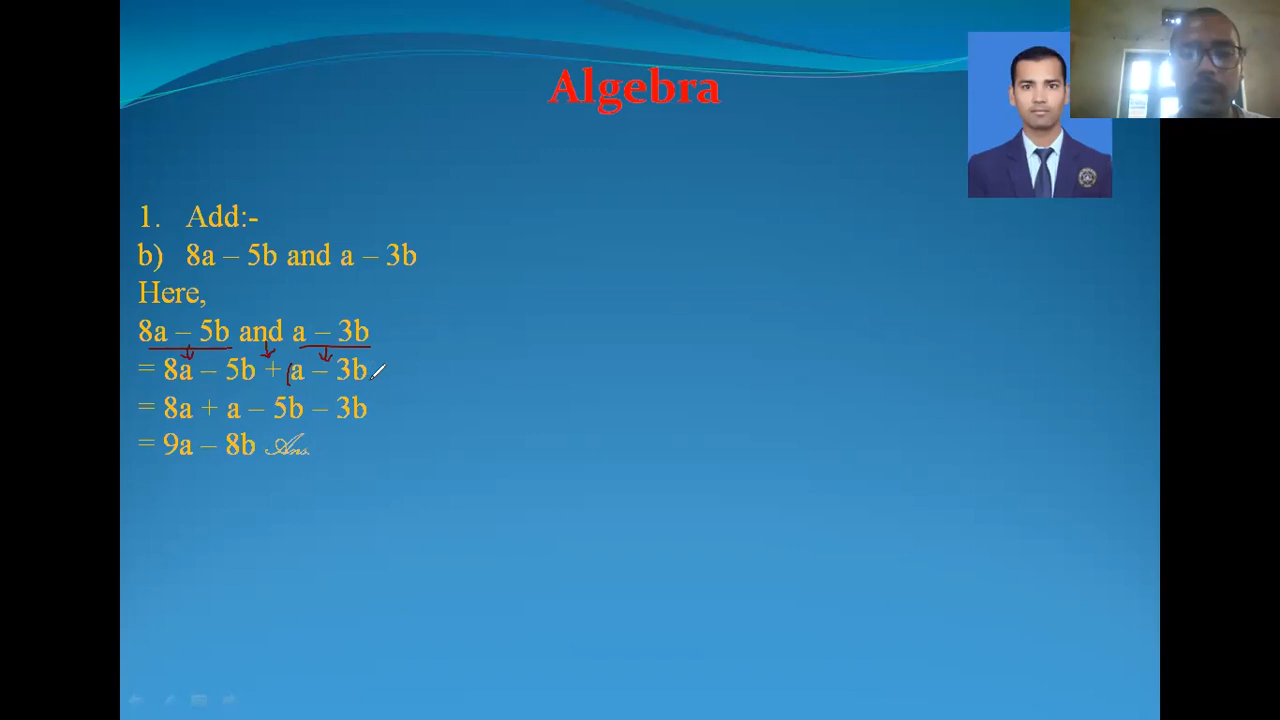 Algebra
1. Add:-
b) 8a – 5b and a – 3b
Here,
8a – 5b and a – 3b
= 8a – 5b + (a – 3b
= 8a + a – 5b – 3b
= 9a – 8b Ans.